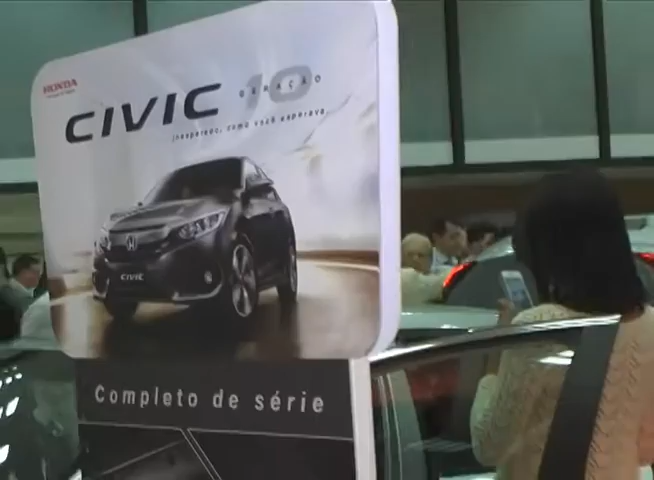 HONDA
CIVIC 10
GERAÇÃO
Inesperado, como você esperava.
Completo de série
CIVIC